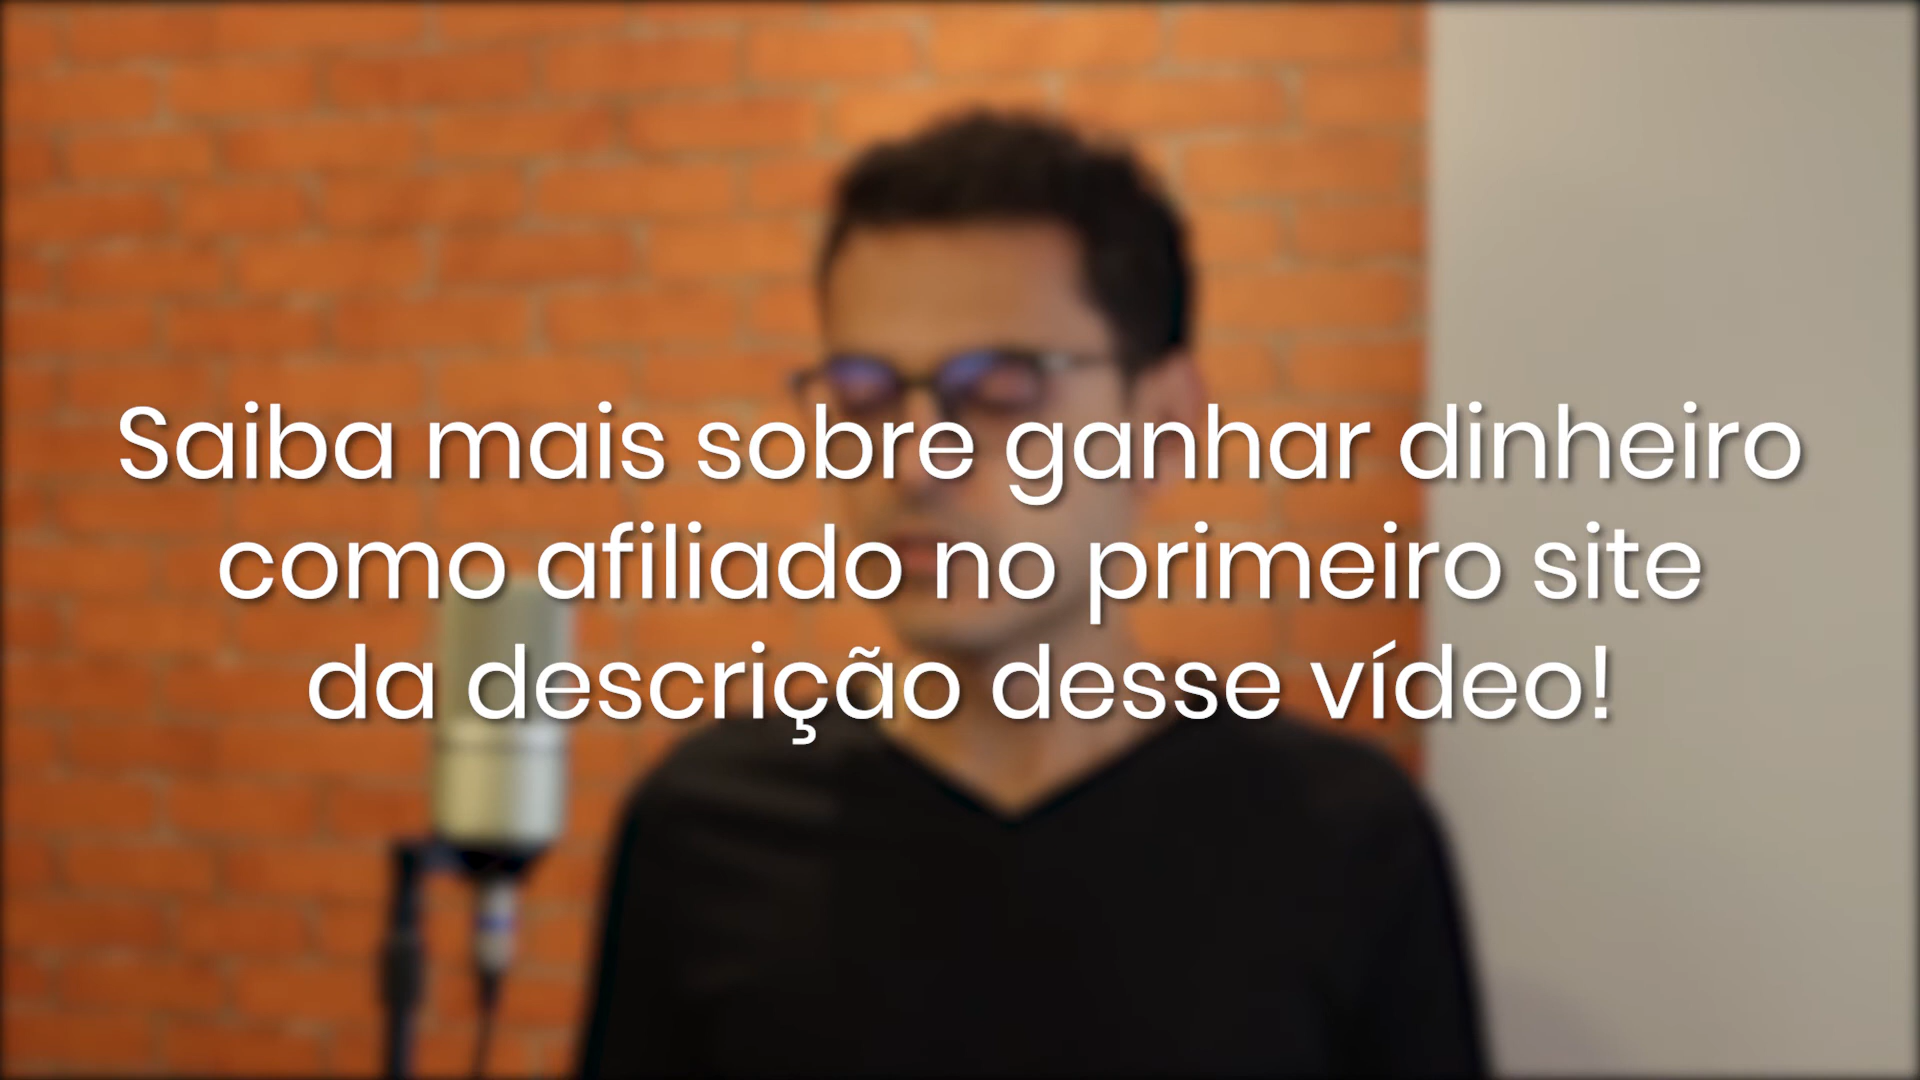 Saiba mais sobre ganhar dinheiro
como afiliado no primeiro site
da descrição desse vídeo!